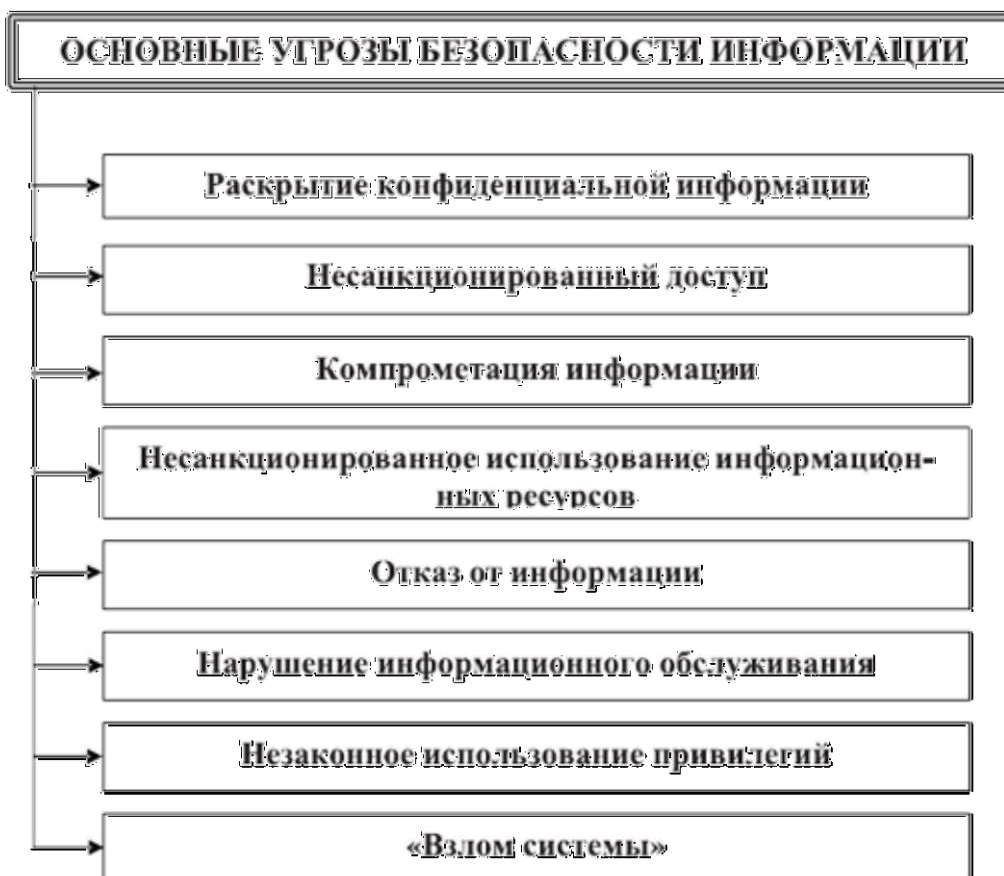 ОСНОВНЫЕ УГРОЗЫ БЕЗОПАСНОСТИ ИНФОРМАЦИИ
Раскрытие конфиденциальной информации
Несанкционированный доступ
Компрометация информации
Несанкционированное использование информацион-
ных ресурсов
Отказ от информации
Нарушение информационного обслуживания
Незаконное использование привилегий
«Взлом системы»